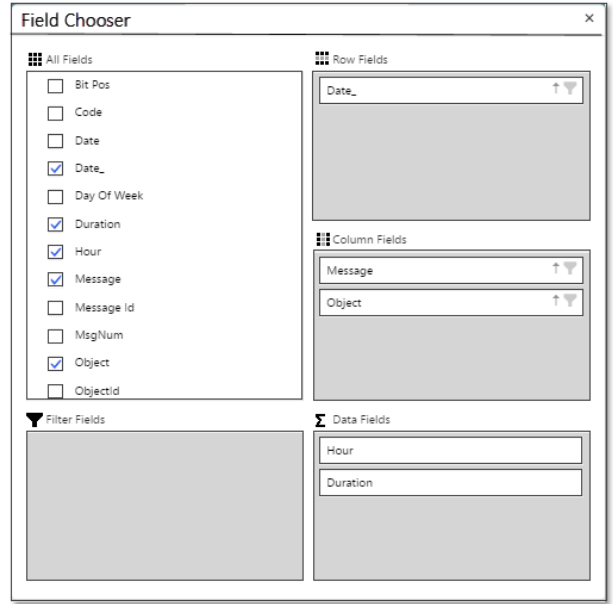 Field Chooser
All Fields
Bit Pos
Code
Date
Date_
Day Of Week
Duration
Hour
Message
Message Id
MsgNum
Object
ObjectId
Row Fields
Date_
Column Fields
Message
Object
Filter Fields
Data Fields
Hour
Duration